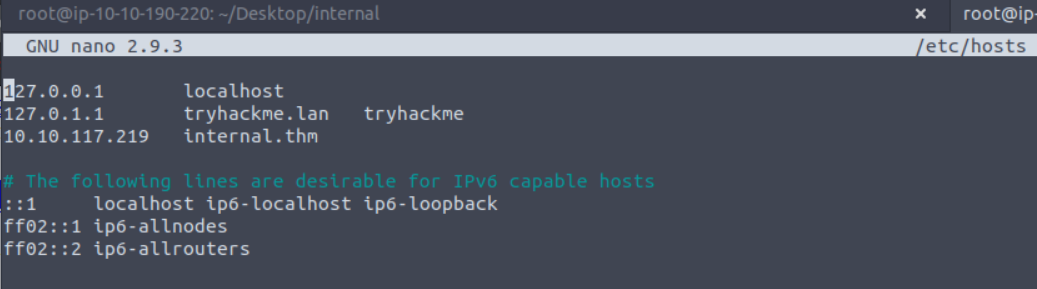 root@ip-10-10-190-220: ~/Desktop/internal × root@ip-
GNU nano 2.9.3 /etc/hosts
127.0.0.1 localhost
127.0.1.1 tryhackme.lan tryhackme
10.10.117.219 internal.thm
# The following lines are desirable for IPv6 capable hosts
::1 localhost ip6-localhost ip6-loopback
ff02::1 ip6-allnodes
ff02::2 ip6-allrouters